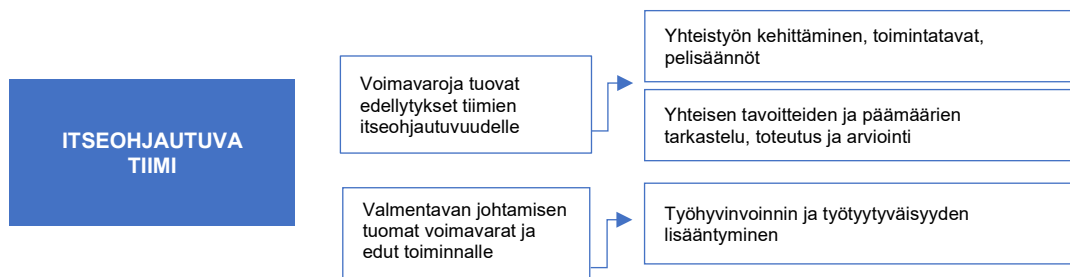 ITSEOHJAUTUVA
TIIMI
Voimavaroja tuovat
edellytykset tiimien
itseohjautuvuudelle
Yhteistyön kehittäminen, toimintatavat,
pelisäännöt
Yhteisen tavoitteiden ja päämäärien
tarkastelu, toteutus ja arviointi
Valmentavan johtamisen
tuomat voimavarat ja
edut toiminnalle
Työhyvinvoinnin ja työtyytyväisyyden
lisääntyminen